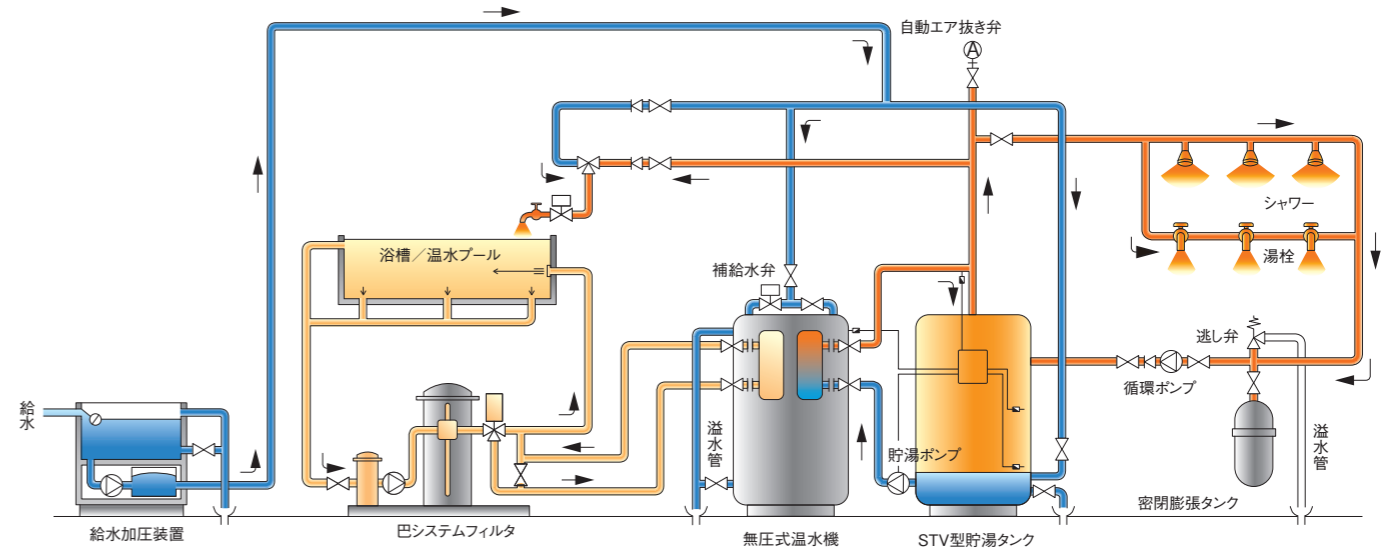 自動エア抜き弁
A
シャワー
湯栓
浴槽／温水プール
補給水弁
逃し弁
循環ポンプ
給水
溢水管
貯湯ポンプ
溢水管
密閉膨張タンク
給水加圧装置
巴システムフィルタ
無圧式温水機
STV型貯湯タンク